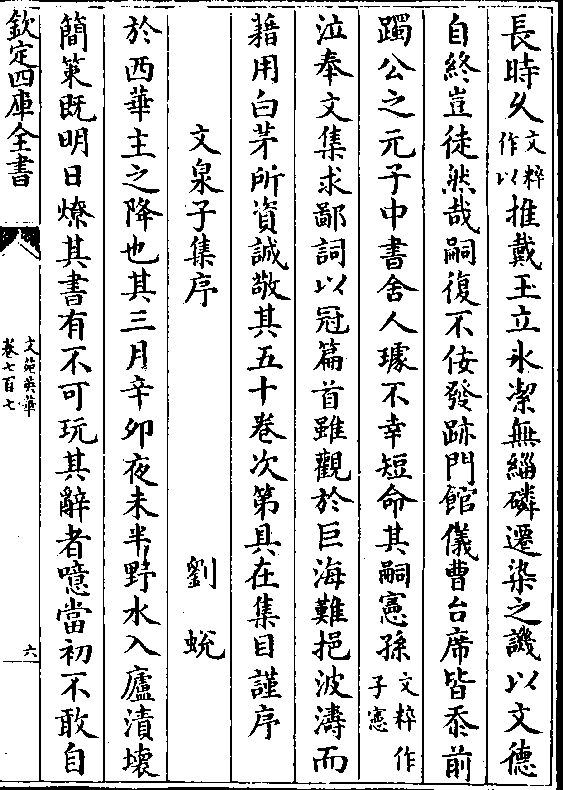 長時久文粹作以推戴玉立氷潔無緇磷遷染之譏以文德
自終豈徒然哉嗣復不佞發跡門館儀曹台席皆忝前
躅公之元子中書舍人璩不幸短命其嗣憲孫文粹作子憲
泣奉文集求鄙詞以冠篇首雖觀於巨海難挹波濤而
藉用白茅所資誠敬其五十卷次第具在集目謹序
文泉子集序
劉蛻
於西華主之降也其三月辛卯夜未半野水入廬漬壞
簡策既明日燎其書有不可玩其辭者噫當初不敢自
欽定四庫全書
文苑英華
卷七百七
六